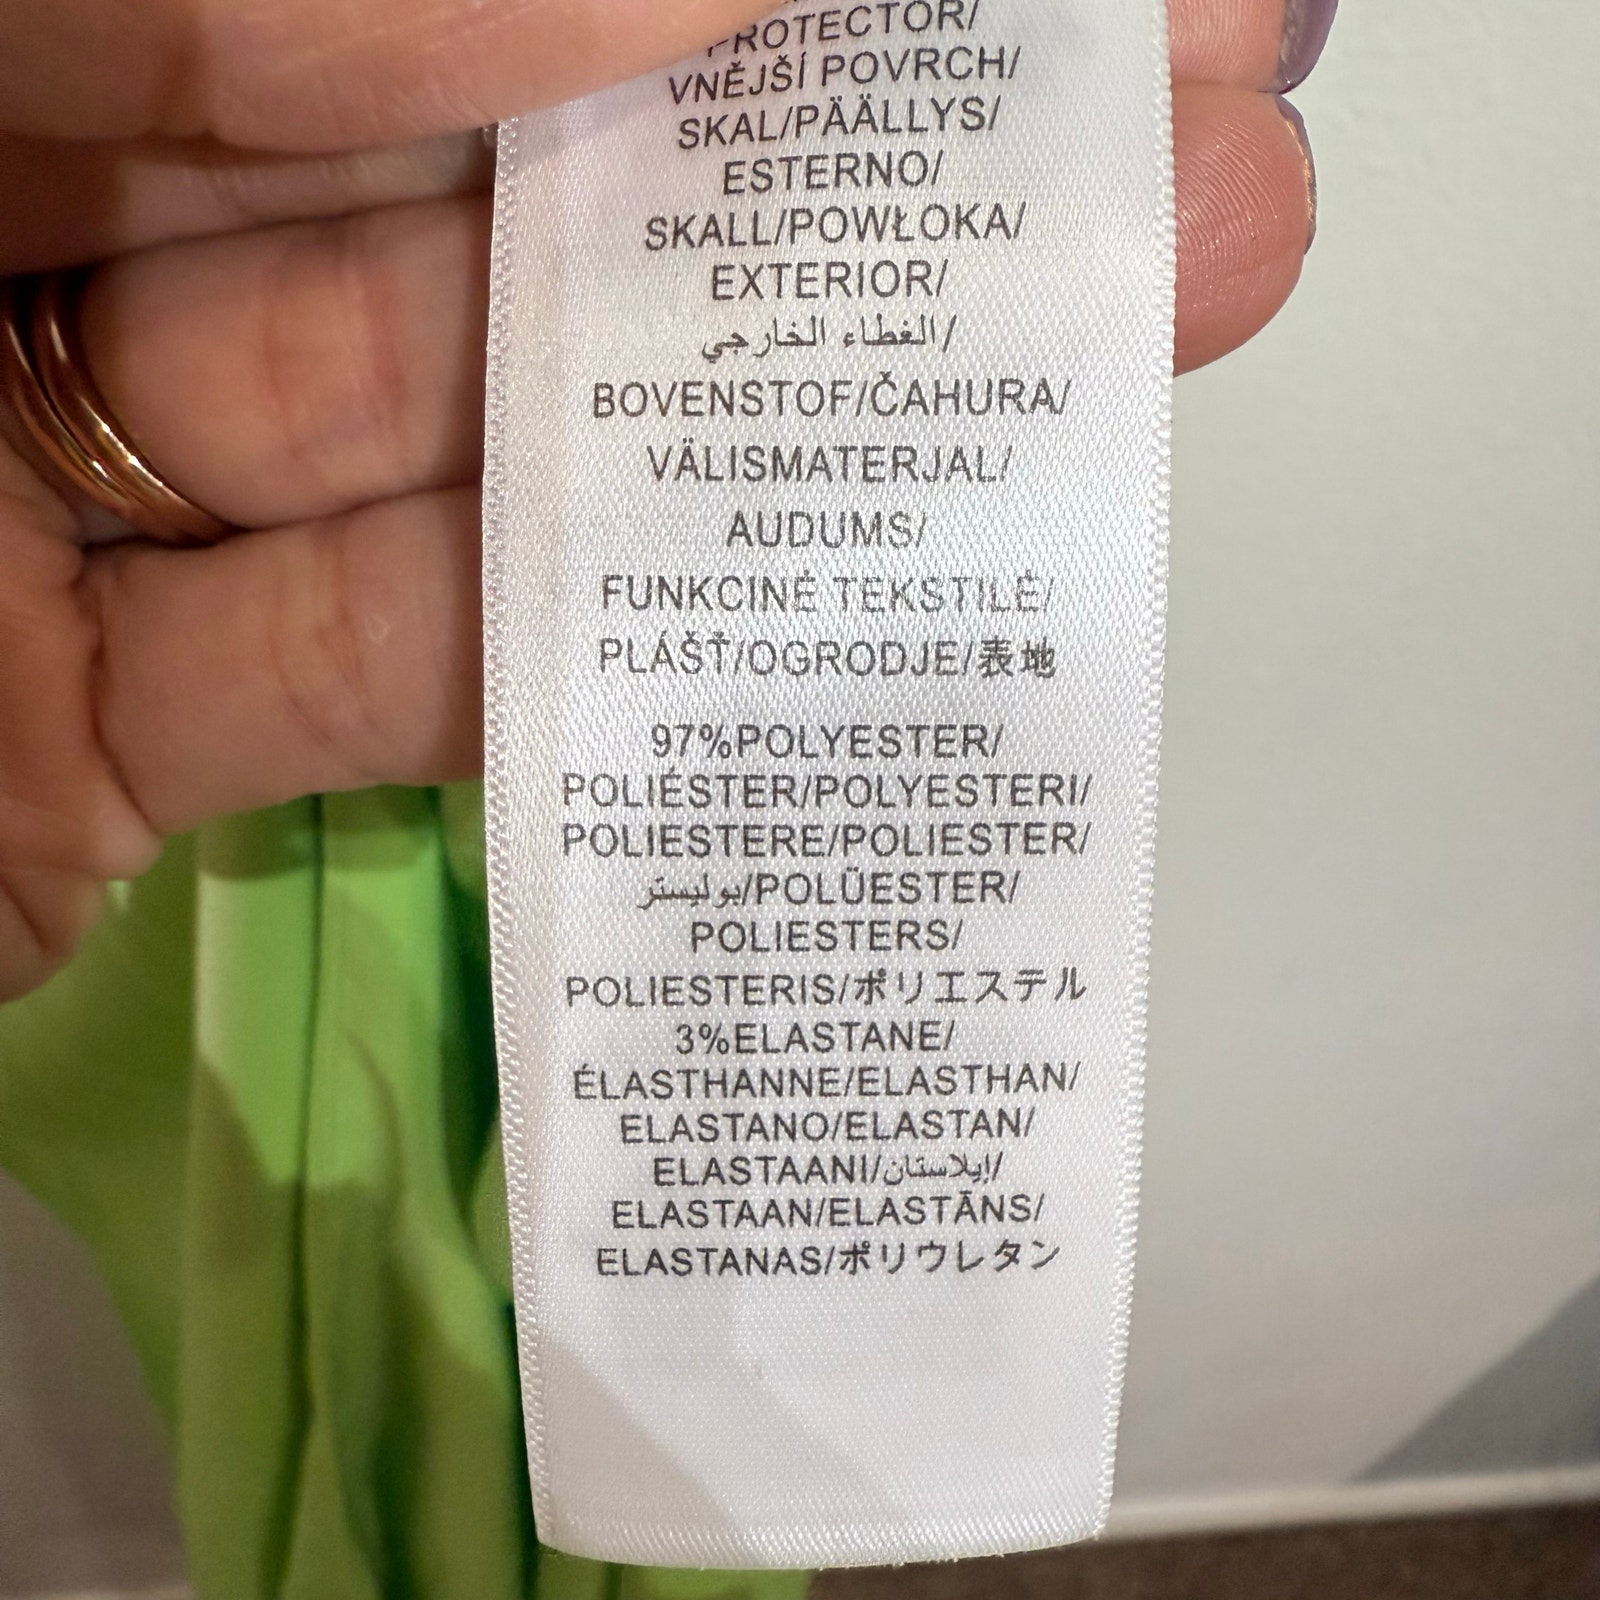 PROTECTOR/
VNĚJŠÍ POVRCH/
SKAL/PÄÄLLYS/
ESTERNO/
SKALL/POWŁOKA/
EXTERIOR/
الغطاء الخارجي/
BOVENSTOF/ČAHURA/
VÄLISMATERJAL/
AUDUMS/
FUNKCINĖ TEKSTILĖ/
PLÁŠŤ/OGRODJE/表地
97%POLYESTER/
POLIÉSTER/POLYESTERI/
POLIESTERE/POLIESTER/
بوليستر/POLÜESTER/
POLIESTERS/
POLIESTERIS/ポリエステル
3%ELASTANE/
ÉLASTHANNE/ELASTHAN/
ELASTANO/ELASTAN/
ELASTAANI/إيلاستان/
ELASTAAN/ELASTĀNS/
ELASTANAS/ポリウレタン